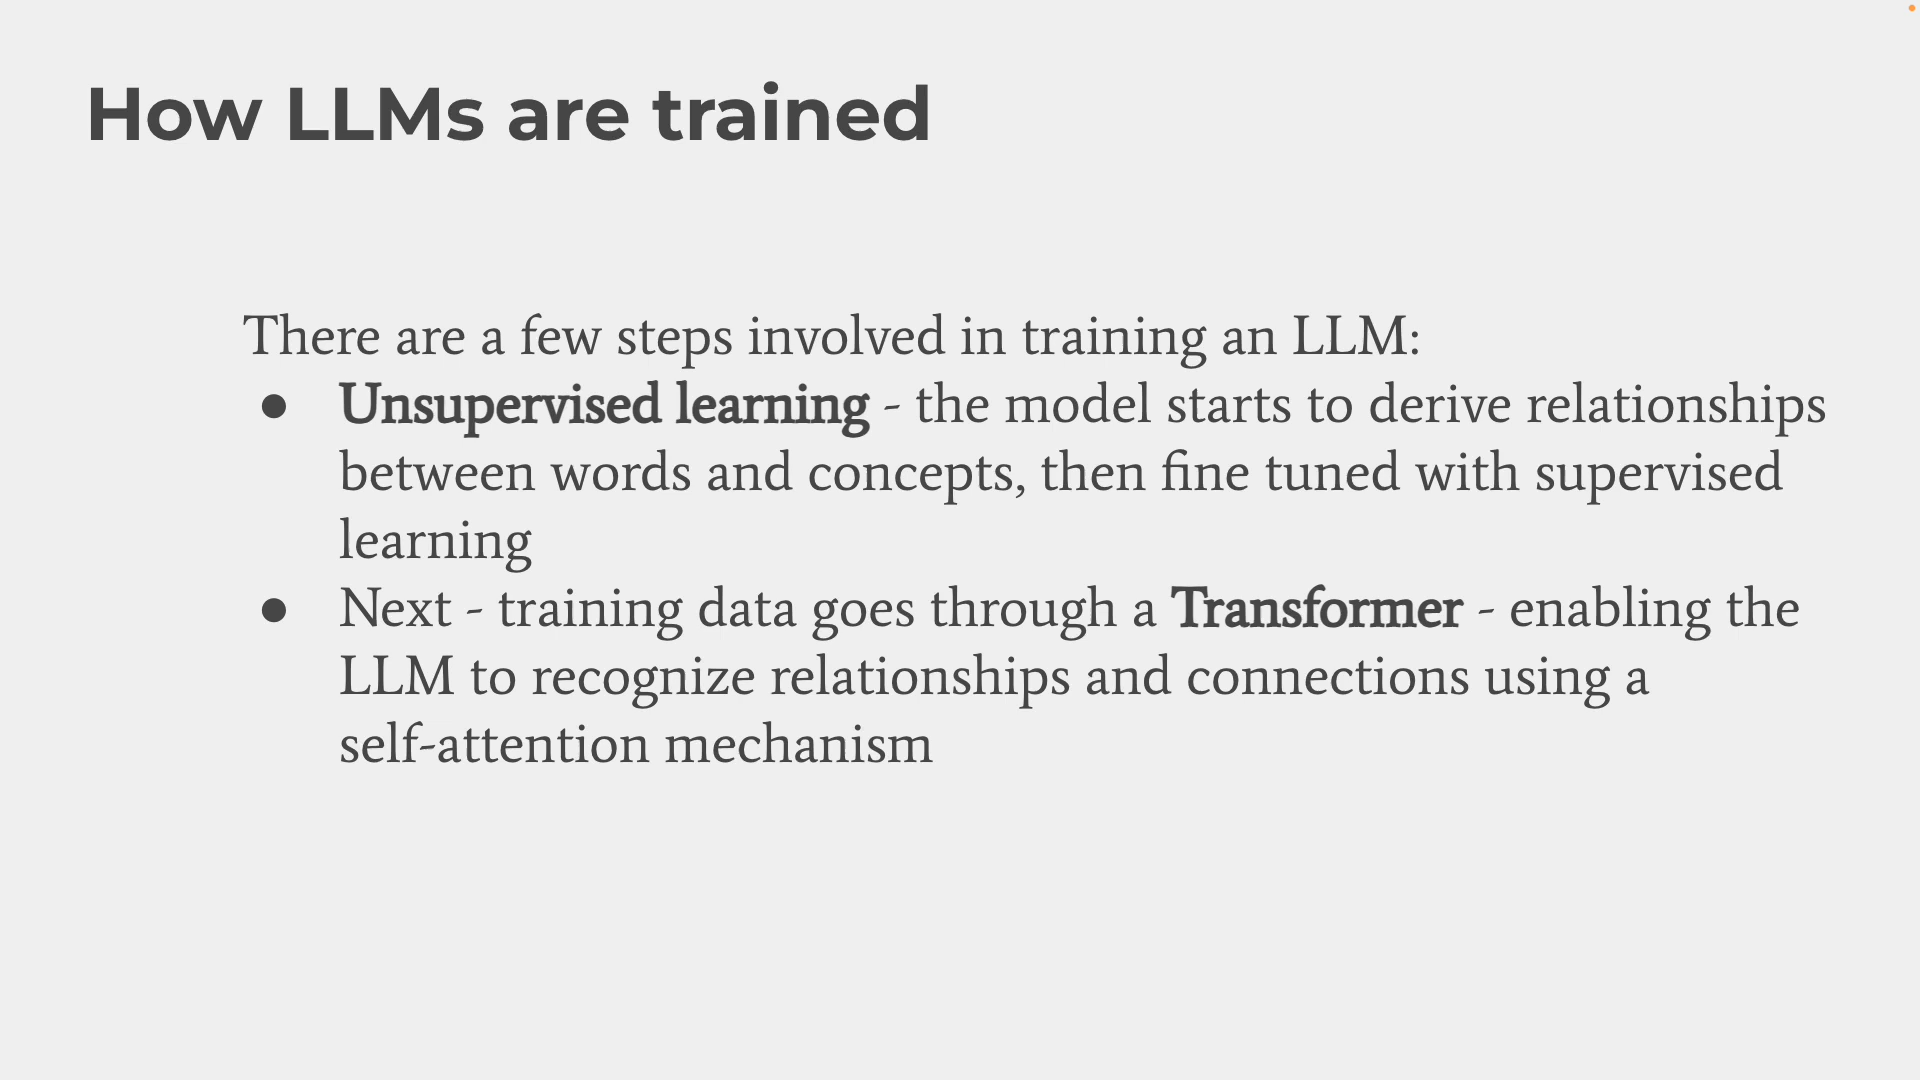 How LLMs are trained
There are a few steps involved in training an LLM:
● Unsupervised learning - the model starts to derive relationships
between words and concepts, then fine tuned with supervised
learning
● Next - training data goes through a Transformer - enabling the
LLM to recognize relationships and connections using a
self-attention mechanism